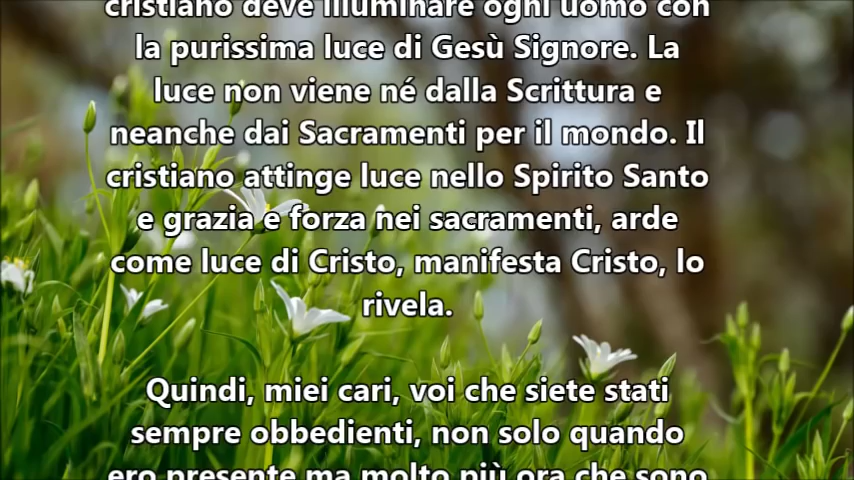 cristiano deve illuminare ogni uomo con
la purissima luce di Gesù Signore. La
luce non viene né dalla Scrittura e
neanche dai Sacramenti per il mondo. Il
cristiano attinge luce nello Spirito Santo
e grazia e forza nei sacramenti, arde
come luce di Cristo, manifesta Cristo, lo
rivela.
Quindi, miei cari, voi che siete stati
sempre obbedienti, non solo quando
ero presente ma molto più ora che sono